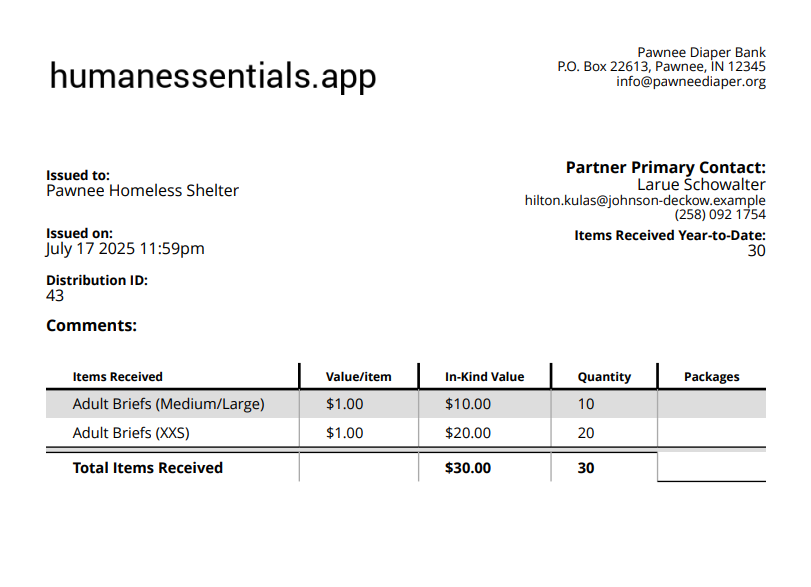 humanessentials.app
Pawnee Diaper Bank
P.O. Box 22613, Pawnee, IN 12345
info@pawneediaper.org
Issued to:
Pawnee Homeless Shelter
Partner Primary Contact:
Larue Schowalter
hilton.kulas@johnson-deckow.example
(258) 092 1754
Issued on:
July 17 2025 11:59pm
Items Received Year-to-Date:
30
Distribution ID:
43
Comments:
Items Received Value/item In-Kind Value Quantity Packages
Adult Briefs (Medium/Large) $1.00 $10.00 10
Adult Briefs (XXS) $1.00 $20.00 20
Total Items Received $30.00 30